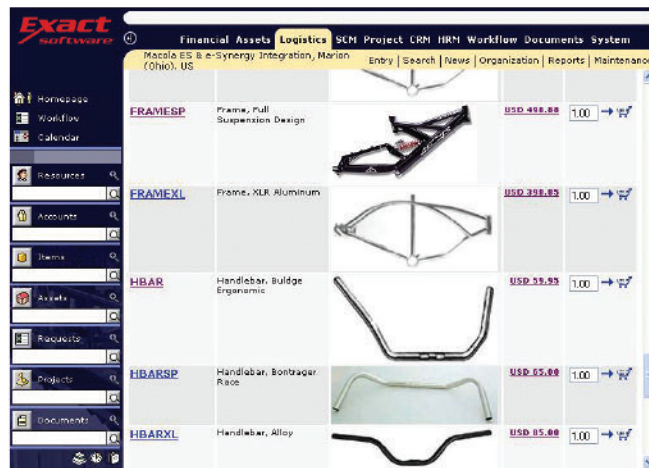 Exact
software
Financial Assets Logistics SCM Project CRM HRM Workflow Documents System
Macola ES & e-Synergy Integration, Marion (Ohio), US
Entry | Search | News | Organization | Reports | Maintenance
Homepage
Workflow
Calendar
Resources
Accounts
Items
Assets
Requests
Projects
Documents
FRAMESP Frame, Full Suspension Design USD 498.00 1.00
FRAMEXL Frame, XLR Aluminum USD 398.85 1.00
HBAR Handlebar, Buldge Ergonomic USD 59.95 1.00
HBARSP Handlebar, Bontrager Race USD 65.00 1.00
HBARXL Handlebar, Alloy USD 85.00 1.00